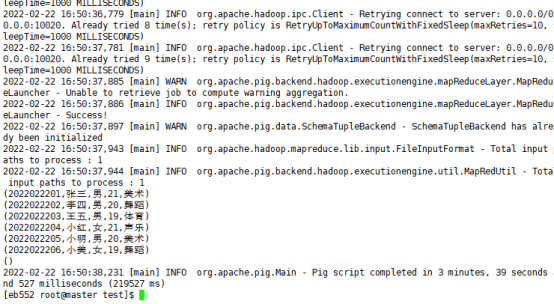 leepTime=1000 MILLISECONDS)
2022-02-22 16:50:36,779 [main] INFO  org.apache.hadoop.ipc.Client - Retrying connect to server: 0.0.0.0/0
0.0.0:10020. Already tried 8 time(s); retry policy is RetryUpToMaximumCountWithFixedSleep(maxRetries=10,
leepTime=1000 MILLISECONDS)
2022-02-22 16:50:37,781 [main] INFO  org.apache.hadoop.ipc.Client - Retrying connect to server: 0.0.0.0/0
0.0.0:10020. Already tried 9 time(s); retry policy is RetryUpToMaximumCountWithFixedSleep(maxRetries=10,
leepTime=1000 MILLISECONDS)
2022-02-22 16:50:37,885 [main] WARN  org.apache.pig.backend.hadoop.executionengine.mapReduceLayer.MapRedu
eLauncher - Unable to retrieve job to compute warning aggregation.
2022-02-22 16:50:37,886 [main] INFO  org.apache.pig.backend.hadoop.executionengine.mapReduceLayer.MapRedu
eLauncher - Success!
2022-02-22 16:50:37,897 [main] WARN  org.apache.pig.data.SchemaTupleBackend - SchemaTupleBackend has alre
dy been initialized
2022-02-22 16:50:37,943 [main] INFO  org.apache.hadoop.mapreduce.lib.input.FileInputFormat - Total input
aths to process : 1
2022-02-22 16:50:37,944 [main] INFO  org.apache.pig.backend.hadoop.executionengine.util.MapRedUtil - Tota
input paths to process : 1
(2022022201,张三,男,21,美术)
(2022022202,李四,男,20,舞蹈)
(2022022203,王五,男,19,体育)
(2022022204,小红,女,21,声乐)
(2022022205,小明,男,20,美术)
(2022022206,小美,女,19,舞蹈)
()
2022-02-22 16:50:38,231 [main] INFO  org.apache.pig.Main - Pig script completed in 3 minutes, 39 seconds
nd 527 milliseconds (219527 ms)
[eb552 root@master test]$